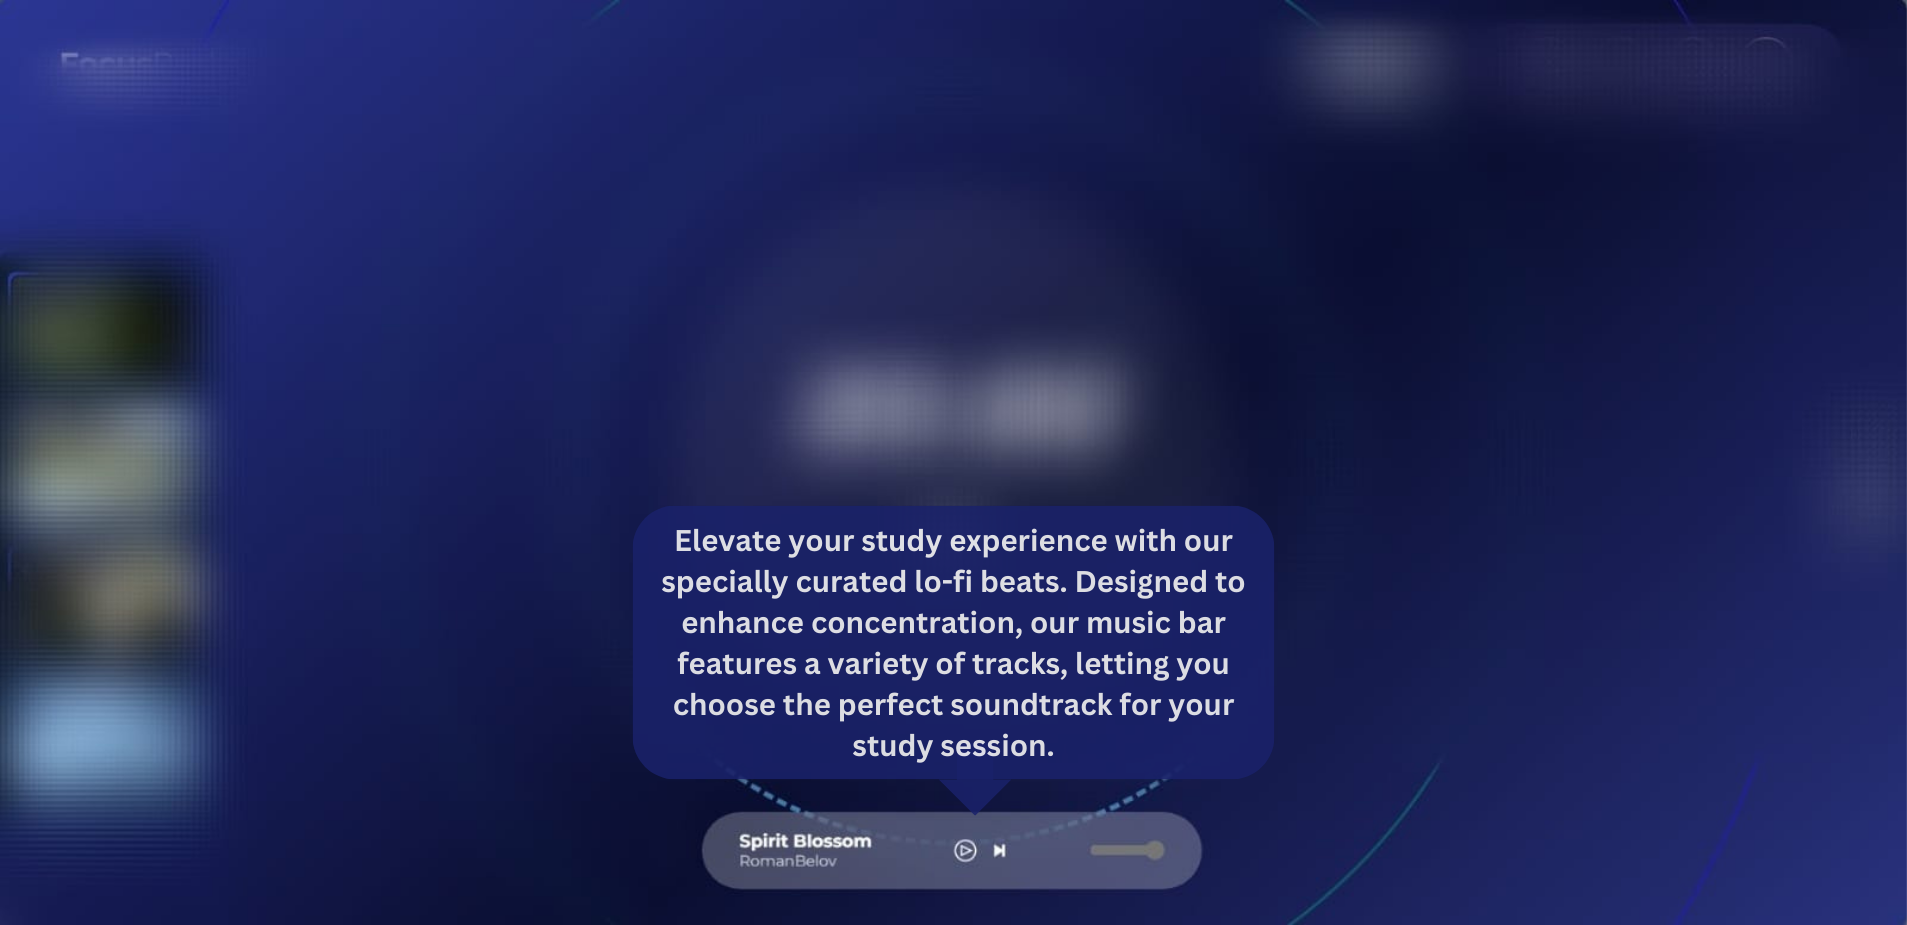 Elevate your study experience with our
specially curated lo-fi beats. Designed to
enhance concentration, our music bar
features a variety of tracks, letting you
choose the perfect soundtrack for your
study session.
Spirit Blossom
RomanBelov